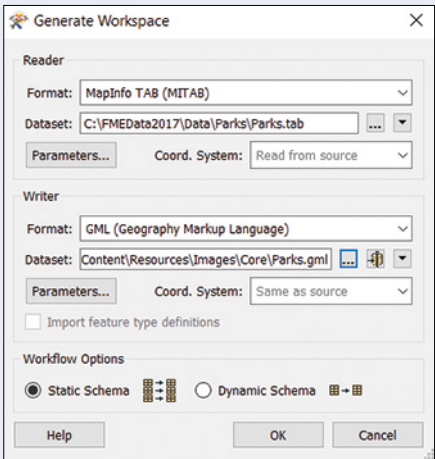 Generate Workspace
Reader
Format: MapInfo TAB (MITAB)
Dataset: C:\FMEData2017\Data\Parks\Parks.tab ...
Parameters... Coord. System: Read from source
Writer
Format: GML (Geography Markup Language)
Dataset: Content\Resources\Images\Core\Parks.gml ...
Parameters... Coord. System: Same as source
Import feature type definitions
Workflow Options
Static Schema Dynamic Schema
Help OK Cancel